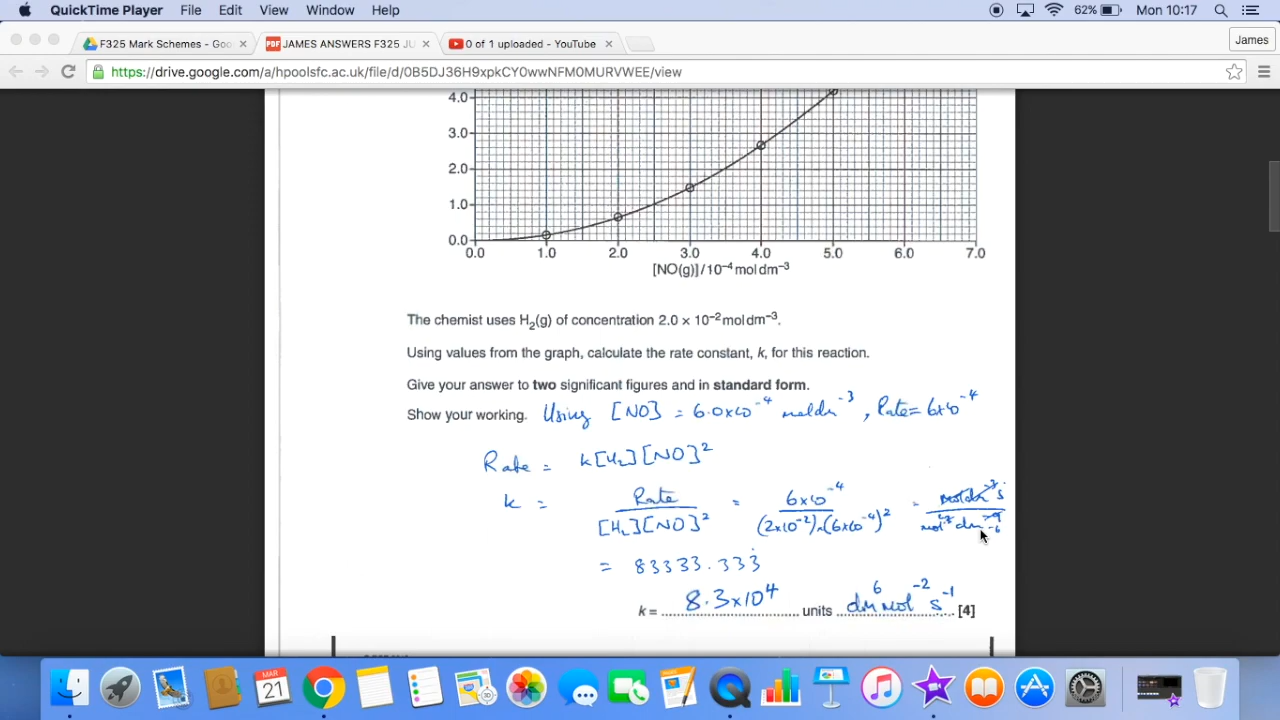 QuickTime Player File Edit View Window Help 62% Mon 10:17
F325 Mark Schemes - Goo × JAMES ANSWERS F325 JU × 0 of 1 uploaded - YouTube × James
https://drive.google.com/a/hpoolsfc.ac.uk/file/d/0B5DJ36H9xpkCY0wwNFM0MURVWEE/view
4.0
3.0
2.0
1.0
0.0
0.0 1.0 2.0 3.0 4.0 5.0 6.0 7.0
[NO(g)]/10⁻⁴ mol dm⁻³
The chemist uses H₂(g) of concentration 2.0 × 10⁻² mol dm⁻³.
Using values from the graph, calculate the rate constant, k, for this reaction.
Give your answer to two significant figures and in standard form.
Show your working. Using [NO] = 6.0×10⁻⁴ moldm⁻³, Rate = 6×10⁻⁴
Rate = k[H₂][NO]²
k = Rate / [H₂][NO]² = 6×10⁻⁴ / (2×10⁻²)×(6×10⁻⁴)² =
= 83333.333̇
k = 8.3×10⁴ units dm⁶mol⁻²s⁻¹ [4]
MAR
21